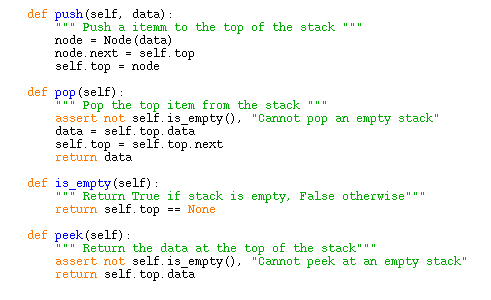 def push(self, data):
""" Push a itemm to the top of the stack """
node = Node(data)
node.next = self.top
self.top = node
def pop(self):
""" Pop the top item from the stack """
assert not self.is_empty(), "Cannot pop an empty stack"
data = self.top.data
self.top = self.top.next
return data
def is_empty(self):
""" Return True if stack is empty, False otherwise"""
return self.top == None
def peek(self):
""" Return the data at the top of the stack"""
assert not self.is_empty(), "Cannot peek at an empty stack"
return self.top.data